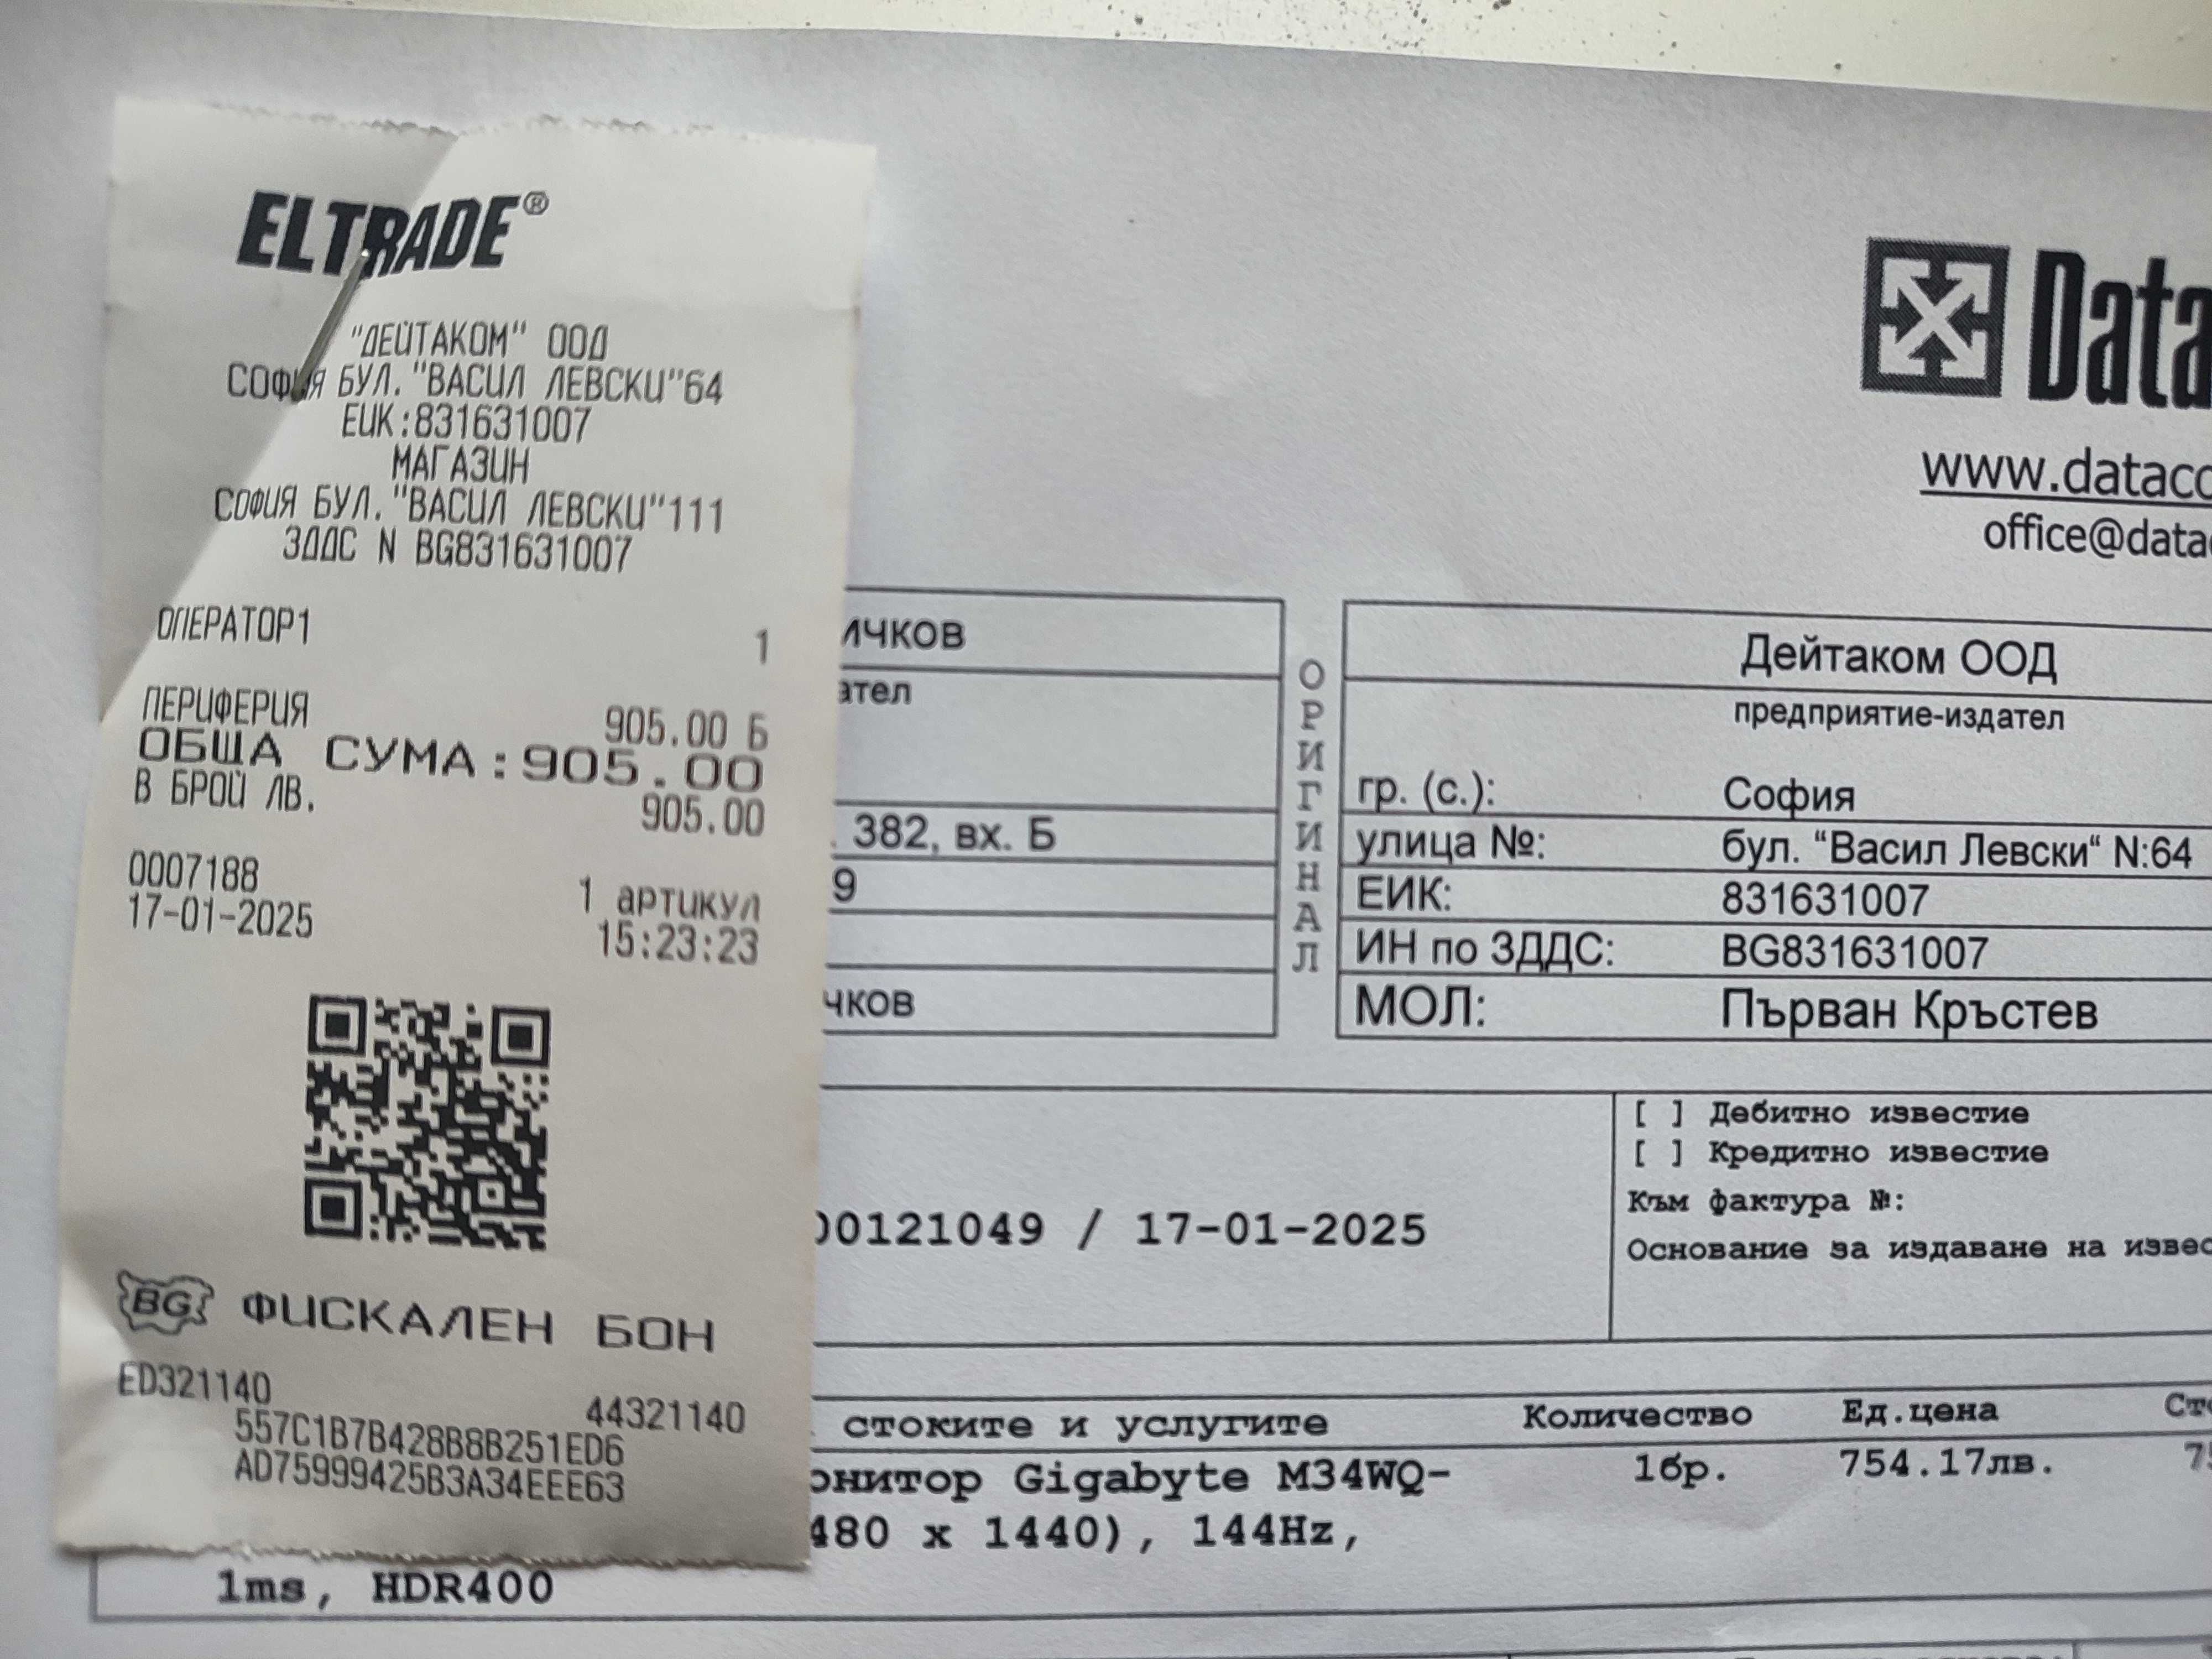 ELTRADE®
"ДЕЙТАКОМ" ООД
СОФИЯ БУЛ. "ВАСИЛ ЛЕВСКИ"64
ЕИК:831631007
МАГАЗИН
СОФИЯ БУЛ. "ВАСИЛ ЛЕВСКИ"111
ЗДДС N BG831631007
ОПЕРАТОР1 1
ПЕРИФЕРИЯ 905.00 Б
ОБЩА СУМА:905.00
В БРОЙ ЛВ. 905.00
0007188 1 артикул
17-01-2025 15:23:23
BG ФИСКАЛЕН БОН
ED321140 44321140
557C1B7B428B8B251ED6
AD75999425B3A34EEE63
Data
www.datac
office@data
ичков
ател
382, вх. Б
9
чков
ОРИГИНАЛ
Дейтаком ООД
предприятие-издател
гр. (с.): София
улица №: бул. “Васил Левски“ N:64
ЕИК: 831631007
ИН по ЗДДС: BG831631007
МОЛ: Първан Кръстев
00121049 / 17-01-2025
[ ] Дебитно известие
[ ] Кредитно известие
Към фактура №:
Основание за издаване на извес
стоките и услугите Количество Ед.цена Ст
онитор Gigabyte M34WQ- 1бр. 754.17лв. 7
480 x 1440), 144Hz,
1ms, HDR400